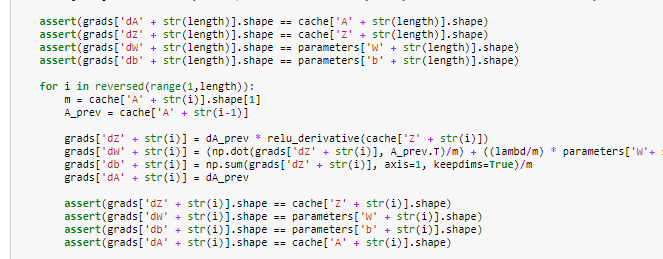 assert(grads['dA' + str(length)].shape == cache['A' + str(length)].shape)
assert(grads['dZ' + str(length)].shape == cache['Z' + str(length)].shape)
assert(grads['dW' + str(length)].shape == parameters['W' + str(length)].shape)
assert(grads['db' + str(length)].shape == parameters['b' + str(length)].shape)
for i in reversed(range(1,length)):
m = cache['A' + str(i)].shape[1]
A_prev = cache['A' + str(i-1)]
grads['dZ' + str(i)] = dA_prev * relu_derivative(cache['Z' + str(i)])
grads['dW' + str(i)] = (np.dot(grads['dZ' + str(i)], A_prev.T)/m) + ((lambd/m) * parameters['W'+
grads['db' + str(i)] = np.sum(grads['dZ' + str(i)], axis=1, keepdims=True)/m
grads['dA' + str(i)] = dA_prev
assert(grads['dZ' + str(i)].shape == cache['Z' + str(i)].shape)
assert(grads['dW' + str(i)].shape == parameters['W' + str(i)].shape)
assert(grads['db' + str(i)].shape == parameters['b' + str(i)].shape)
assert(grads['dA' + str(i)].shape == cache['A' + str(i)].shape)